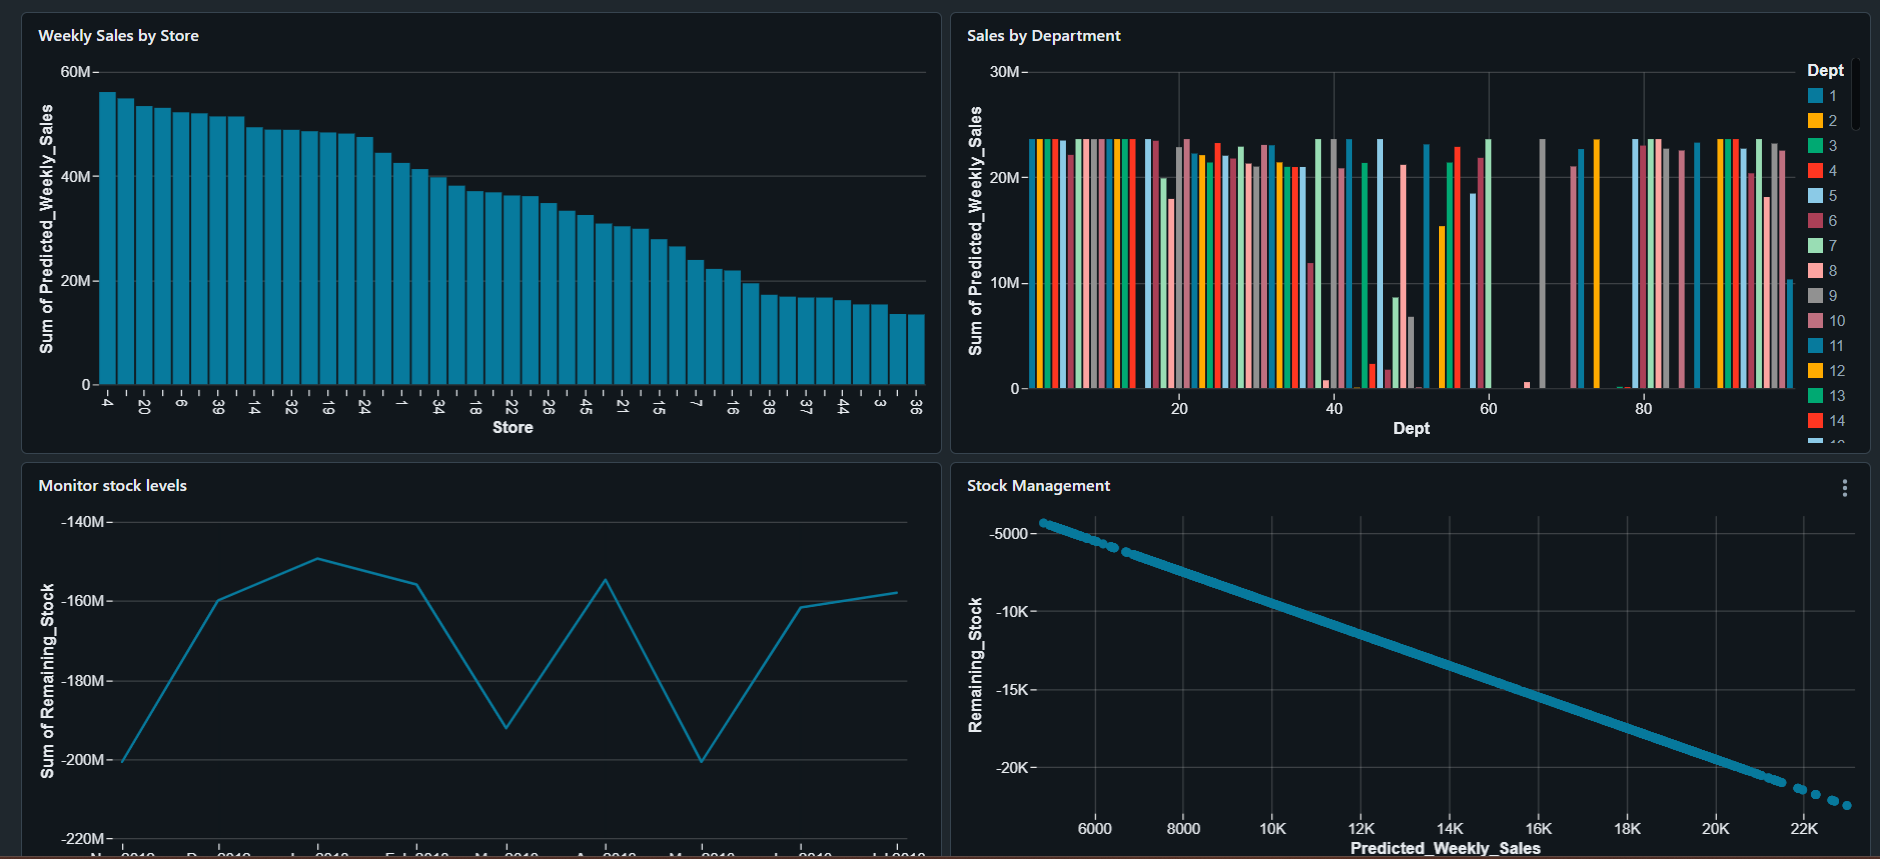 Weekly Sales by Store
60M
40M
20M
0
Sum of Predicted_Weekly_Sales
4 20 6 39 14 32 19 24 1 34 18 22 26 45 21 15 7 16 38 37 44 3 36
Store
Sales by Department
30M
20M
10M
0
Sum of Predicted_Weekly_Sales
20 40 60 80
Dept
Dept
1
2
3
4
5
6
7
8
9
10
11
12
13
14
Monitor stock levels
-140M
-160M
-180M
-200M
-220M
Sum of Remaining_Stock
Stock Management
-5000
-10K
-15K
-20K
Remaining_Stock
6000 8000 10K 12K 14K 16K 18K 20K 22K
Predicted_Weekly_Sales